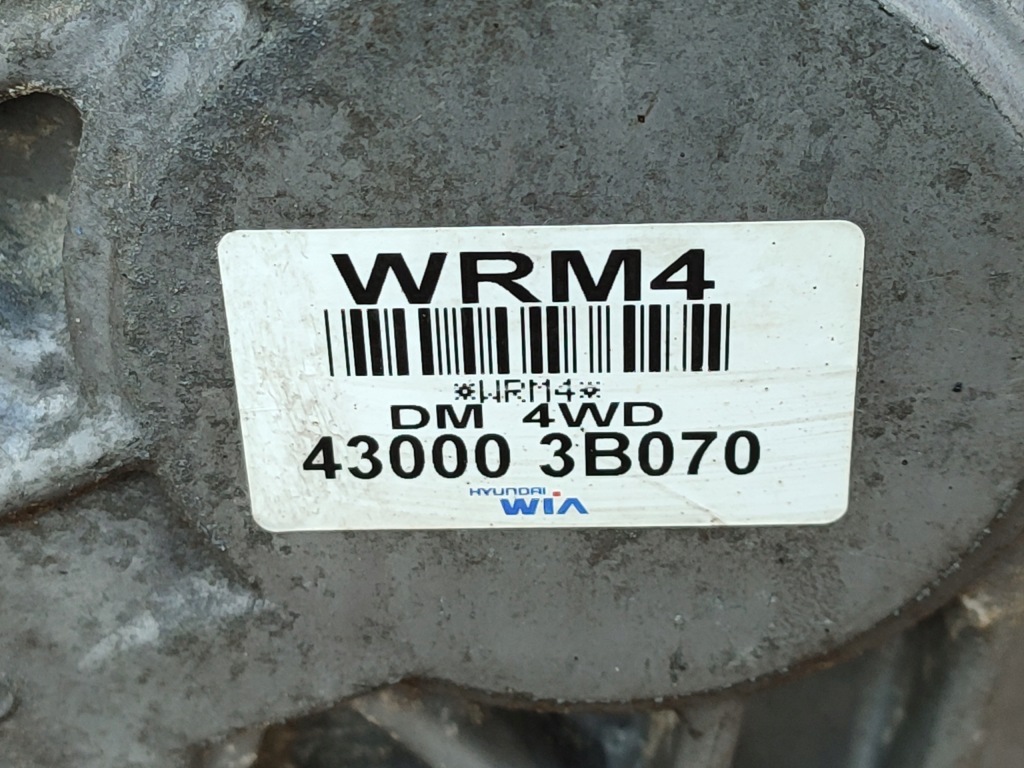 WRM4
*WRM4*
DM 4WD
43000 3B070
HYUNDAI
WIA